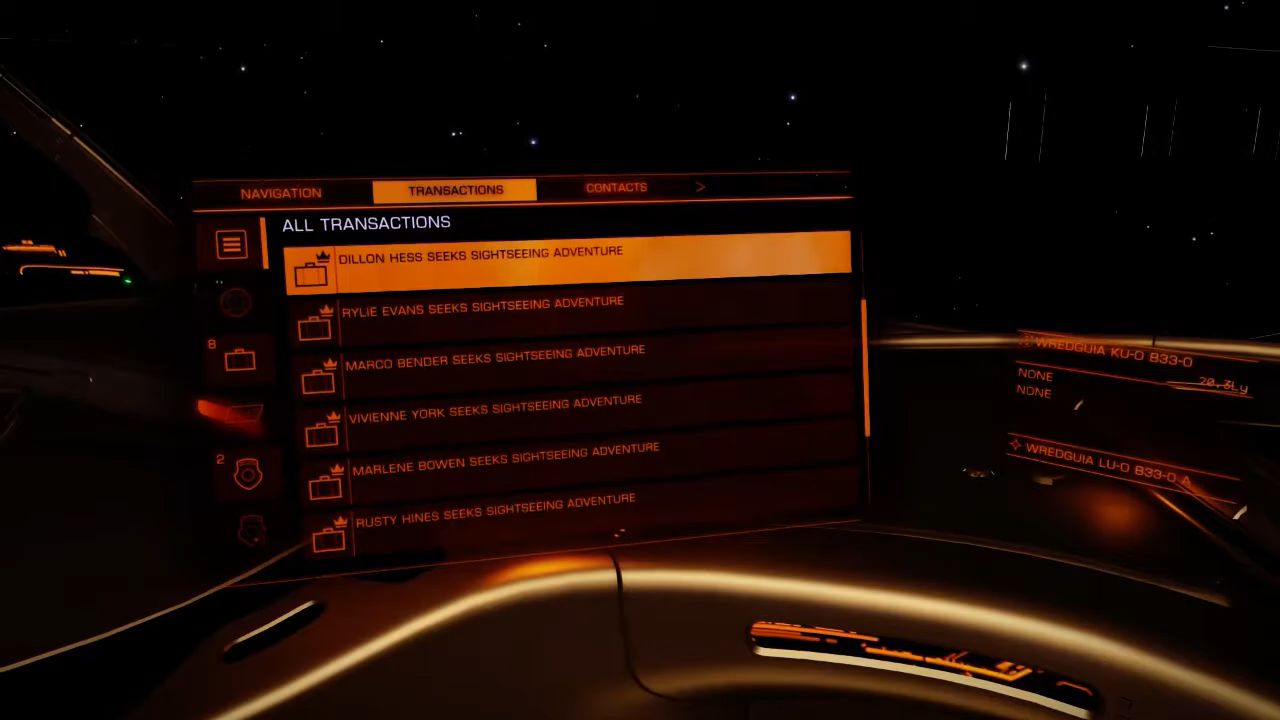 NAVIGATION
TRANSACTIONS
CONTACTS
>
ALL TRANSACTIONS
DILLON HESS SEEKS SIGHTSEEING ADVENTURE
RYLIE EVANS SEEKS SIGHTSEEING ADVENTURE
8
MARCO BENDER SEEKS SIGHTSEEING ADVENTURE
VIVIENNE YORK SEEKS SIGHTSEEING ADVENTURE
2
MARLENE BOWEN SEEKS SIGHTSEEING ADVENTURE
RUSTY HINES SEEKS SIGHTSEEING ADVENTURE
WREDGUIA KU-O B33-0
20.3Ly
NONE
NONE
WREDGUIA LU-O B33-0 A